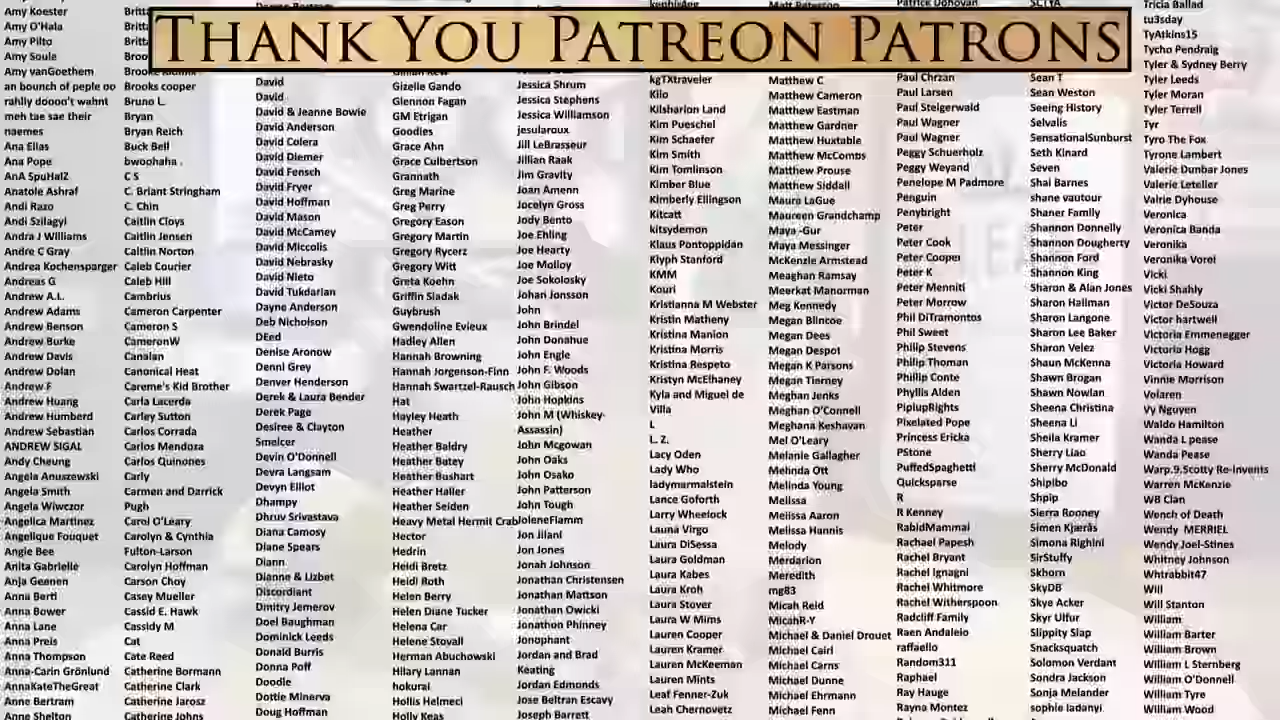 THANK YOU PATREON PATRONS
Amy Koester
Amy O'Hala
Amy Pilto
Amy Soule
Amy vanGoethem
an bounch of peple oo
rahlly dooon't wahnt
meh tae sae their
naemes
Ana Elias
Ana Pope
AnA SpuHalZ
Anatole Ashraf
Andi Razo
Andi Szilagyi
Andra J Williams
Andre C Gray
Andrea Kochensparger
Andreas G
Andrew A.L.
Andrew Adams
Andrew Benson
Andrew Burke
Andrew Davis
Andrew Dolan
Andrew F
Andrew Huang
Andrew Humberd
Andrew Sebastian
ANDREW SIGAL
Andy Cheung
Angela Anuszewski
Angela Smith
Angela Wiwczor
Angelica Martinez
Angelique Fouquet
Angie Bee
Anita Gabrielle
Anja Geenen
Anna Berti
Anna Bower
Anna Lane
Anna Preis
Anna Thompson
Anna-Carin Grönlund
AnnaKateTheGreat
Anne Bertram
Anne Shelton
Brooks cooper
Bruno L.
Bryan
Bryan Reich
Buck Bell
bwoohaha .
C S
C. Briant Stringham
C. Chin
Caitlin Cloys
Caitlin Jensen
Caitlin Norton
Caleb Courier
Caleb Hill
Cambrius
Cameron Carpenter
Cameron S
CameronW
Canalan
Canonical Heat
Careme's Kid Brother
Carla Lacerda
Carley Sutton
Carlos Corrada
Carlos Mendoza
Carlos Quinones
Carly
Carmen and Darrick
Pugh
Carol O'Leary
Carolyn & Cynthia
Fulton-Larson
Carolyn Hoffman
Carson Choy
Casey Mueller
Cassid E. Hawk
Cassidy M
Cat
Cate Reed
Catherine Bormann
Catherine Clark
Catherine Jarosz
Catherine Johns
David
David
David & Jeanne Bowie
David Anderson
David Colera
David Diemer
David Fensch
David Fryer
David Hoffman
David Mason
David McCamey
David Miccolis
David Nebrasky
David Nieto
David Tukdarian
Dayne Anderson
Deb Nicholson
DEed
Denise Aronow
Denni Grey
Denver Henderson
Derek & Laura Bender
Derek Page
Desiree & Clayton
Smelcer
Devin O'Donnell
Devra Langsam
Devyn Elliot
Dhampy
Dhruv Srivastava
Diana Camosy
Diane Spears
Diann
Dianne & Lizbet
Discordiant
Dmitry Jemerov
Doel Baughman
Dominick Leeds
Donald Burris
Donna Poff
Doodle
Dottie Minerva
Doug Hoffman
Gizelle Gando
Glennon Fagan
GM Etrigan
Goodies
Grace Ahn
Grace Culbertson
Grannath
Greg Marine
Greg Perry
Gregory Eason
Gregory Martin
Gregory Rycerz
Gregory Witt
Greta Koehn
Griffin Sladak
Guybrush
Gwendoline Evieux
Hadley Allen
Hannah Browning
Hannah Jorgenson-Finn
Hannah Swartzel-Rausch
Hat
Hayley Heath
Heather
Heather Baldry
Heather Batey
Heather Bushart
Heather Haller
Heather Seiden
Heavy Metal Hermit Crab
Hector
Hedrin
Heidi Bretz
Heidi Roth
Helen Berry
Helen Diane Tucker
Helena Car
Helene Stovall
Herman Abuchowski
Hilary Lannan
hokural
Hollis Helmeci
Holly Keas
Jessica Shrum
Jessica Stephens
Jessica Williamson
jesularoux
Jill LeBrasseur
Jillian Raak
Jim Gravity
Joan Amenn
Jocelyn Gross
Jody Bento
Joe Ehling
Joe Hearty
Joe Molloy
Joe Sokolosky
Johan Jonsson
John
John Brindel
John Donahue
John Engle
John F. Woods
John Gibson
John Hopkins
John M (Whiskey-
Assassin)
John Mcgowan
John Oaks
John Osako
John Patterson
John Tough
JoleneFlamm
Jon Jilani
Jon Jones
Jonah Johnson
Jonathan Christensen
Jonathan Mattson
Jonathan Owicki
Jonathon Phinney
Jonophant
Jordan and Brad
Keating
Jordan Edmonds
Jose Beltran Escavy
Joseph Barrett
kgTXtraveler
Kilo
Kilsharion Land
Kim Pueschel
Kim Schaefer
Kim Smith
Kim Tomlinson
Kimber Blue
Kimberly Ellingson
Kitcatt
kitsydemon
Klaus Pontoppidan
Klyph Stanford
KMM
Kouri
Kristianna M Webster
Kristin Matheny
Kristina Manion
Kristina Morris
Kristina Respeto
Kristyn McElhaney
Kyla and Miguel de
Villa
L
L. Z.
Lacy Oden
Lady Who
ladymarmalstein
Lance Goforth
Larry Wheelock
Launa Virgo
Laura DiSessa
Laura Goldman
Laura Kabes
Laura Kroh
Laura Stover
Laura W Mims
Lauren Cooper
Lauren Kramer
Lauren McKeeman
Lauren Mints
Leaf Fenner-Zuk
Leah Chernovetz
Matt Paterson
Matthew C
Matthew Cameron
Matthew Eastman
Matthew Gardner
Matthew Huxtable
Matthew McCombs
Matthew Prouse
Matthew Siddall
Maura LaGue
Maureen Grandchamp
Maya -Gur
Maya Messinger
McKenzie Armstead
Meaghan Ramsay
Meerkat Manorman
Meg Kennedy
Megan Blincoe
Megan Dees
Megan Despot
Megan K Parsons
Megan Tierney
Meghan Jenks
Meghan O'Connell
Meghana Keshavan
Mel O'Leary
Melanie Gallagher
Melinda Ott
Melinda Young
Melissa
Melissa Aaron
Melissa Hannis
Melody
Merdarion
Meredith
mg83
Micah Reid
MicahR-Y
Michael & Daniel Drouet
Michael Cairl
Michael Carns
Michael Dunne
Michael Ehrmann
Michael Fenn
Patrick Donovan
Paul Chrzan
Paul Larsen
Paul Steigerwald
Paul Wagner
Paul Wagner
Peggy Schuerholz
Peggy Weyand
Penelope M Padmore
Penguin
Penybright
Peter
Peter Cook
Peter Cooper
Peter K
Peter Menniti
Peter Morrow
Phil DiTramontos
Phil Sweet
Philip Stevens
Philip Thoman
Phillip Conte
Phyllis Alden
PiplupRights
Pixelated Pope
Princess Ericka
PStone
PuffedSpaghetti
Quicksparse
R
R Kenney
RabidMammal
Rachael Papesh
Rachel Bryant
Rachel Ignagni
Rachel Whitmore
Rachel Witherspoon
Radcliff Family
Raen Andalelo
raffaello
Random311
Raphael
Ray Hauge
Rayna Montez
SCTYA
Sean T
Sean Weston
Seeing History
Selvalis
SensationalSunburst
Seth Kinard
Seven
Shai Barnes
shane vautour
Shaner Family
Shannon Donnelly
Shannon Dougherty
Shannon Ford
Shannon King
Sharon & Alan Jones
Sharon Hallman
Sharon Langone
Sharon Lee Baker
Sharon Velez
Shaun McKenna
Shawn Brogan
Shawn Nowlan
Sheena Christina
Sheena Li
Sheila Kramer
Sherry Liao
Sherry McDonald
Shiplbo
Shpip
Sierra Rooney
Simen Kjærås
Simona Righini
SirStuffy
Skhorn
SkyDB
Skye Acker
Skyr Ulfur
Slippity Slap
Snacksquatch
Solomon Verdant
Sondra Jackson
Sonja Melander
sophie ladanyi
Tricia Ballad
tu3sday
TyAtkins15
Tycho Pendraig
Tyler & Sydney Berry
Tyler Leeds
Tyler Moran
Tyler Terrell
Tyr
Tyro The Fox
Tyrone Lambert
Valerie Dunbar Jones
Valerie Leteller
Valrie Dyhouse
Veronica
Veronica Banda
Veronika
Veronika Vorel
Vicki
Vicki Shahly
Victor DeSouza
Victor hartwell
Victoria Emmenegger
Victoria Hogg
Victoria Howard
Vinnie Morrison
Volaren
Vy Nguyen
Waldo Hamilton
Wanda L pease
Wanda Pease
Warp.9.Scotty Re-Invents
Warren McKenzie
WB Clan
Wench of Death
Wendy MERRIEL
Wendy Joel-Stines
Whitney Johnson
Whtrabbit47
Will
Will Stanton
William
William Barter
William Brown
William L Sternberg
William O'Donnell
William Tyre
William Wood